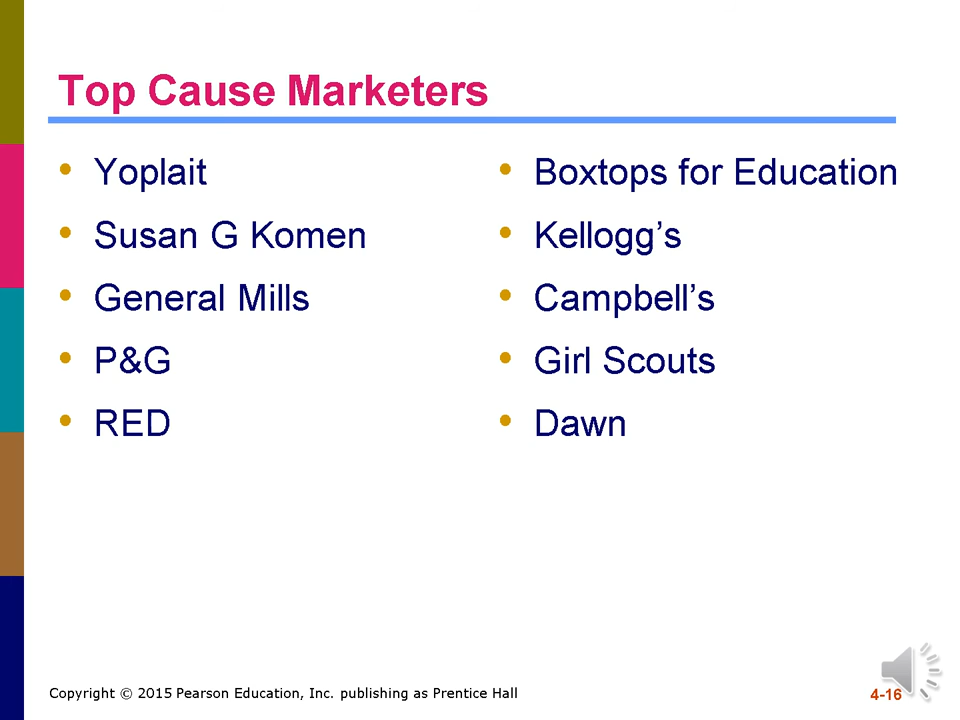 Top Cause Marketers
• Yoplait
• Susan G Komen
• General Mills
• P&G
• RED
• Boxtops for Education
• Kellogg’s
• Campbell’s
• Girl Scouts
• Dawn
Copyright © 2015 Pearson Education, Inc. publishing as Prentice Hall
4-16